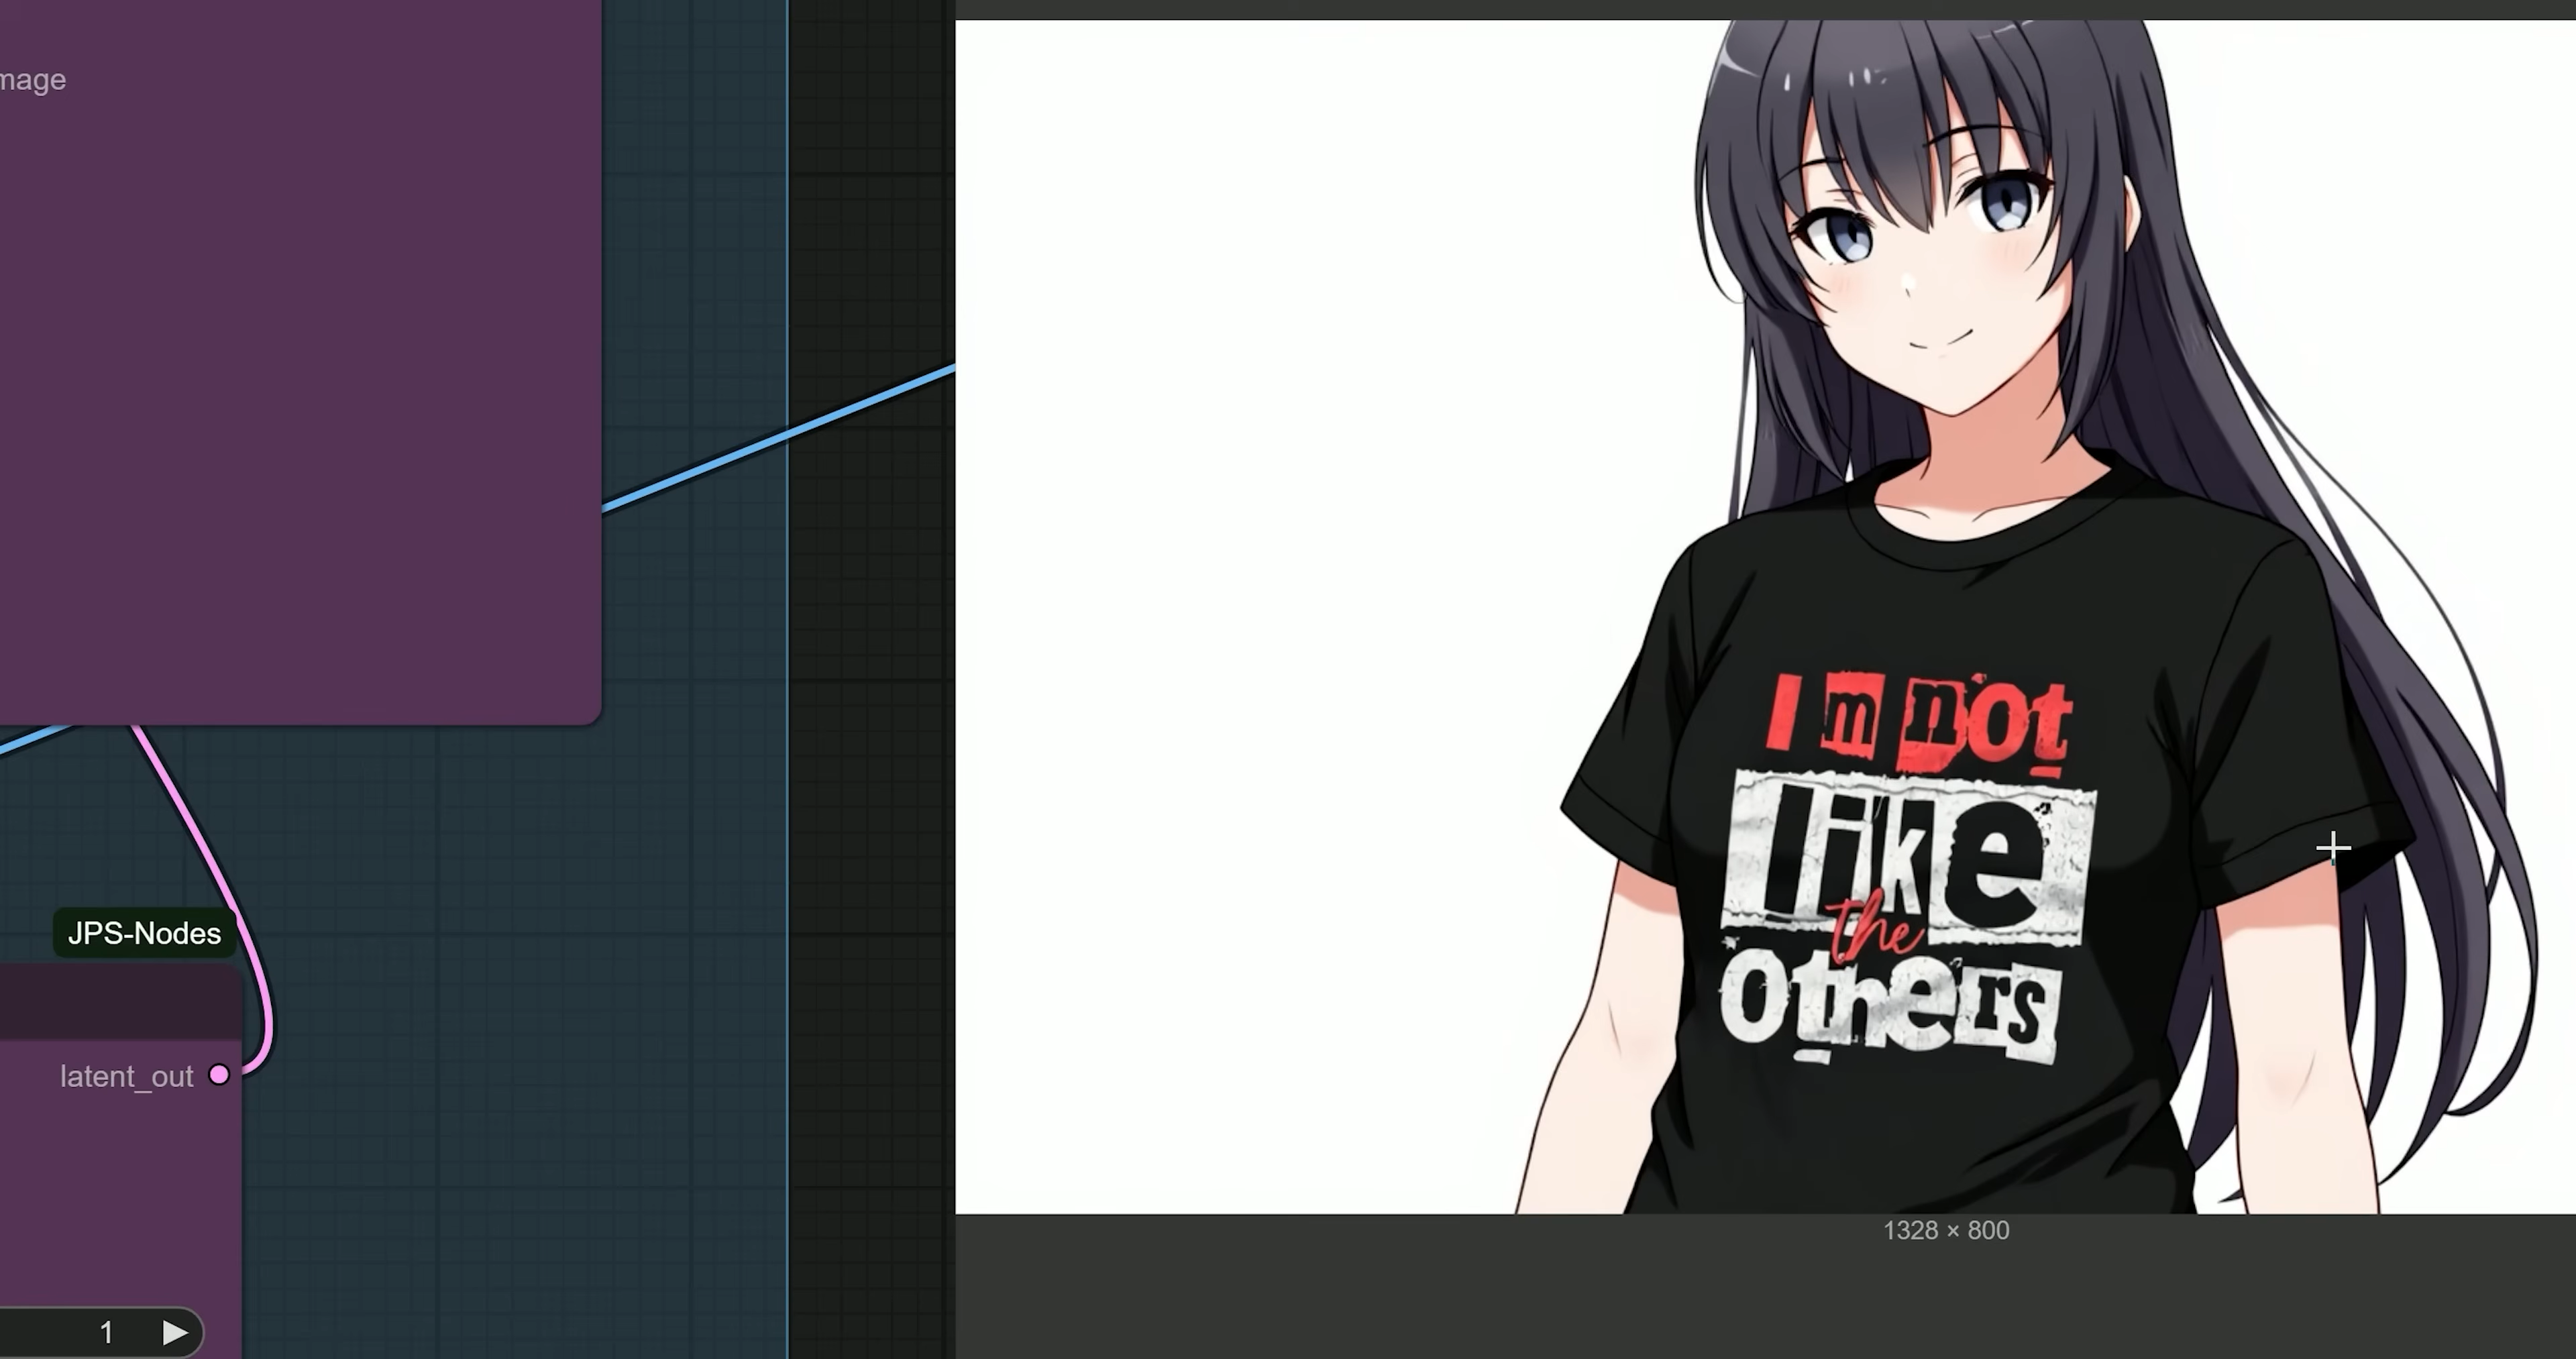 mage
JPS-Nodes
latent_out
1
I m not
like
the
Others
1328 × 800